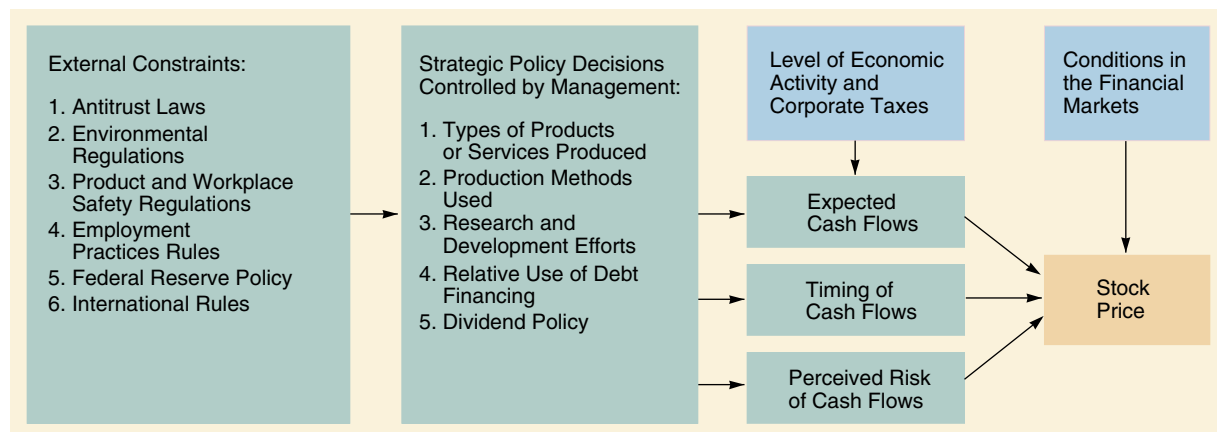 External Constraints:
1. Antitrust Laws
2. Environmental
Regulations
3. Product and Workplace
Safety Regulations
4. Employment
Practices Rules
5. Federal Reserve Policy
6. International Rules
Strategic Policy Decisions
Controlled by Management:
1. Types of Products
or Services Produced
2. Production Methods
Used
3. Research and
Development Efforts
4. Relative Use of Debt
Financing
5. Dividend Policy
Level of Economic
Activity and
Corporate Taxes
Expected
Cash Flows
Timing of
Cash Flows
Perceived Risk
of Cash Flows
Conditions in
the Financial
Markets
Stock
Price